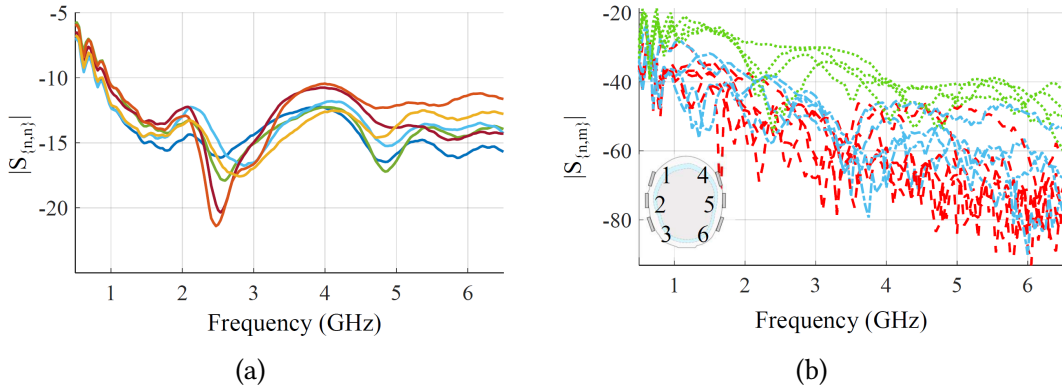 -5
-10
-15
-20
|S{n,n}|
1 2 3 4 5 6
Frequency (GHz)
(a)
-20
-40
-60
-80
|S{n,m}|
1 4
2 5
3 6
1 2 3 4 5 6
Frequency (GHz)
(b)